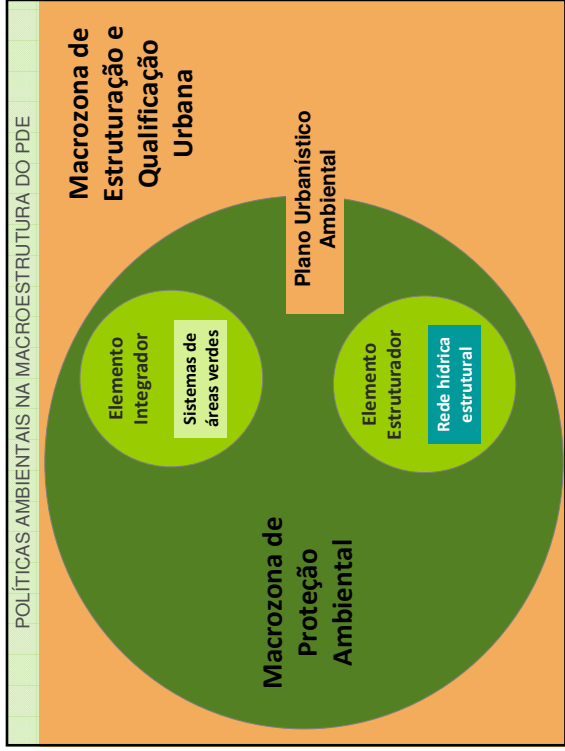 POLÍTICAS AMBIENTAIS NA MACROESTRUTURA DO PDE
Macrozona de
Estruturação e
Qualificação
Urbana
Elemento
Integrador
Sistemas de
áreas verdes
Plano Urbanístico
Ambiental
Macrozona de
Proteção
Ambiental
Elemento
Estruturador
Rede hídrica
estrutural